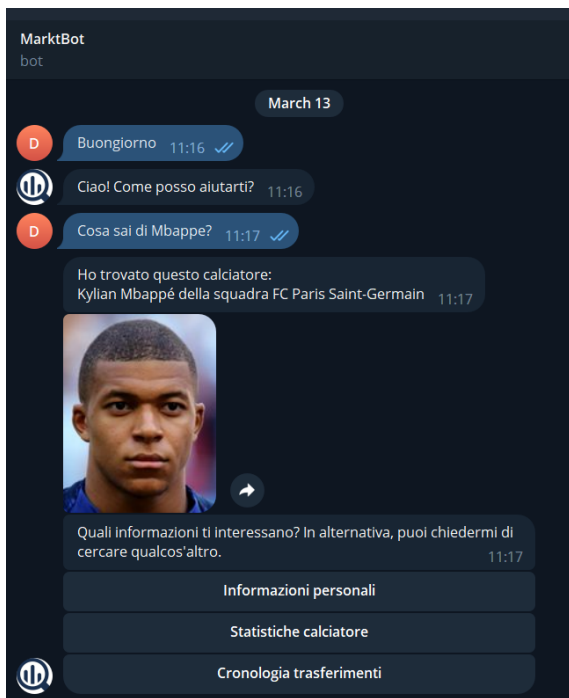 MarktBot
bot
March 13
D
Buongiorno 11:16
Ciao! Come posso aiutarti? 11:16
D
Cosa sai di Mbappe? 11:17
Ho trovato questo calciatore:
Kylian Mbappé della squadra FC Paris Saint-Germain 11:17
Quali informazioni ti interessano? In alternativa, puoi chiedermi di
cercare qualcos'altro. 11:17
Informazioni personali
Statistiche calciatore
Cronologia trasferimenti